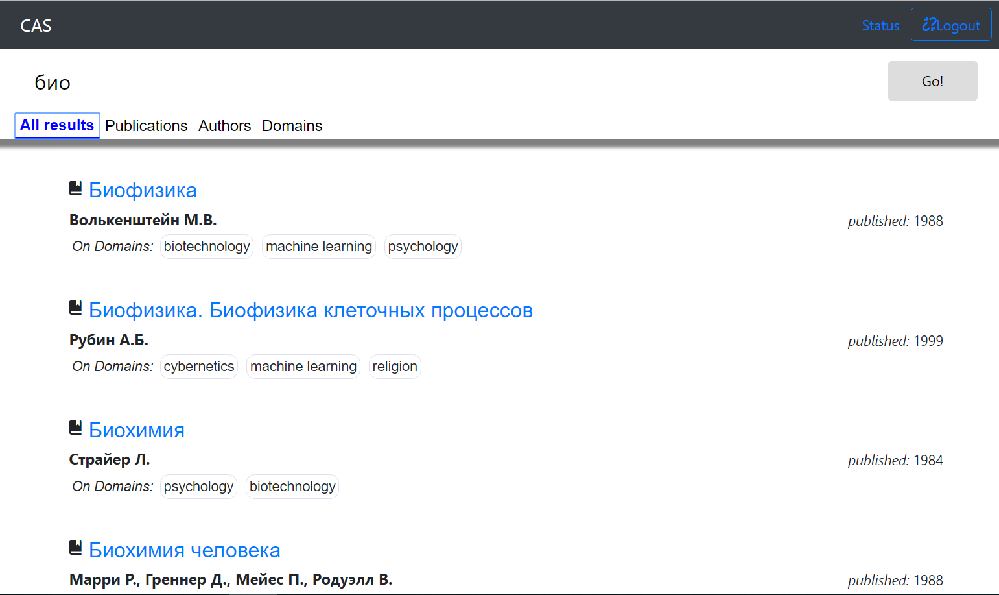 CAS
Status
Logout
био
Go!
All results Publications Authors Domains
Биофизика
Волькенштейн М.В.
published: 1988
On Domains: biotechnology machine learning psychology
Биофизика. Биофизика клеточных процессов
Рубин А.Б.
published: 1999
On Domains: cybernetics machine learning religion
Биохимия
Страйер Л.
published: 1984
On Domains: psychology biotechnology
Биохимия человека
Марри Р., Греннер Д., Мейес П., Родуэлл В.
published: 1988